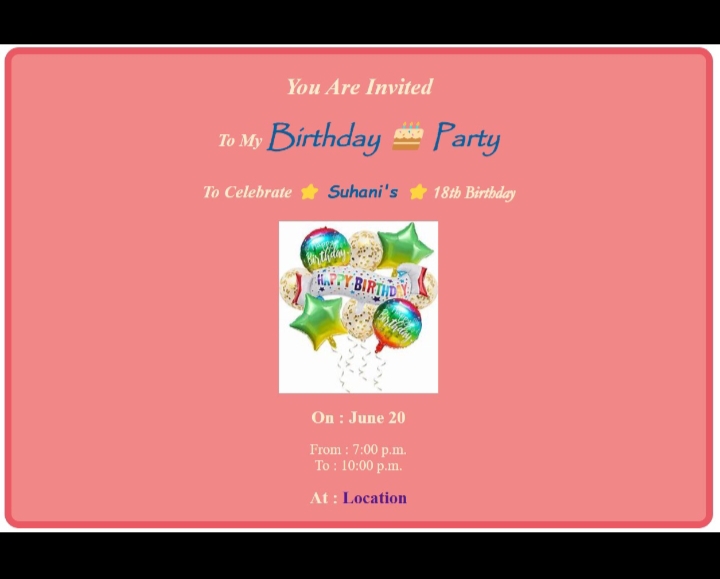 You Are Invited
To My Birthday 🎂 Party
To Celebrate ⭐ Suhani's ⭐ 18th Birthday
Happy Birthday
HAPPY BIRTHDAY
Birthday
On : June 20
From : 7:00 p.m.
To : 10:00 p.m.
At : Location